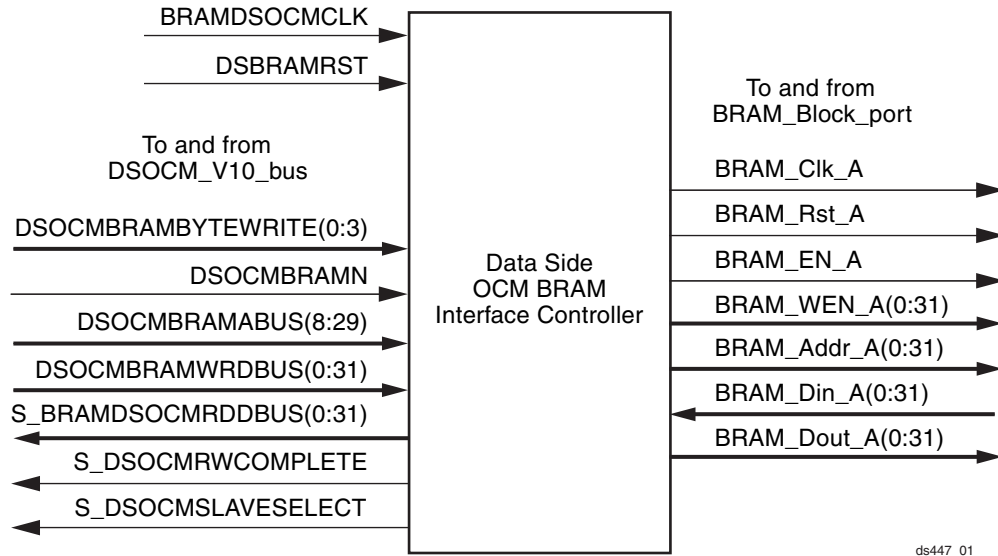 BRAMDSOCMCLK
DSBRAMRST
To and from
DSOCM_V10_bus
DSOCMBRAMBYTEWRITE(0:3)
DSOCMBRAMN
DSOCMBRAMABUS(8:29)
DSOCMBRAMWRDBUS(0:31)
S_BRAMDSOCMRDDBUS(0:31)
S_DSOCMRWCOMPLETE
S_DSOCMSLAVESELECT
Data Side
OCM BRAM
Interface Controller
To and from
BRAM_Block_port
BRAM_Clk_A
BRAM_Rst_A
BRAM_EN_A
BRAM_WEN_A(0:31)
BRAM_Addr_A(0:31)
BRAM_Din_A(0:31)
BRAM_Dout_A(0:31)
ds447_01